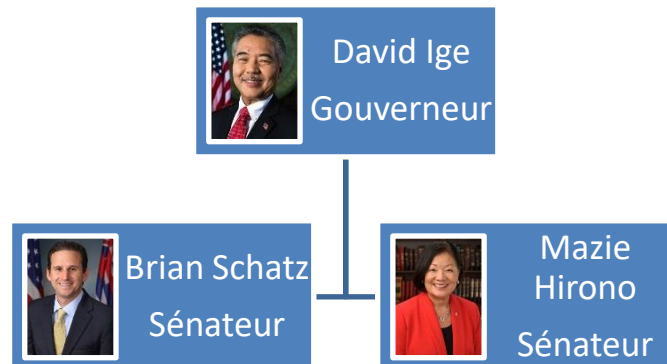 David Ige
Gouverneur
Brian Schatz
Sénateur
Mazie
Hirono
Sénateur